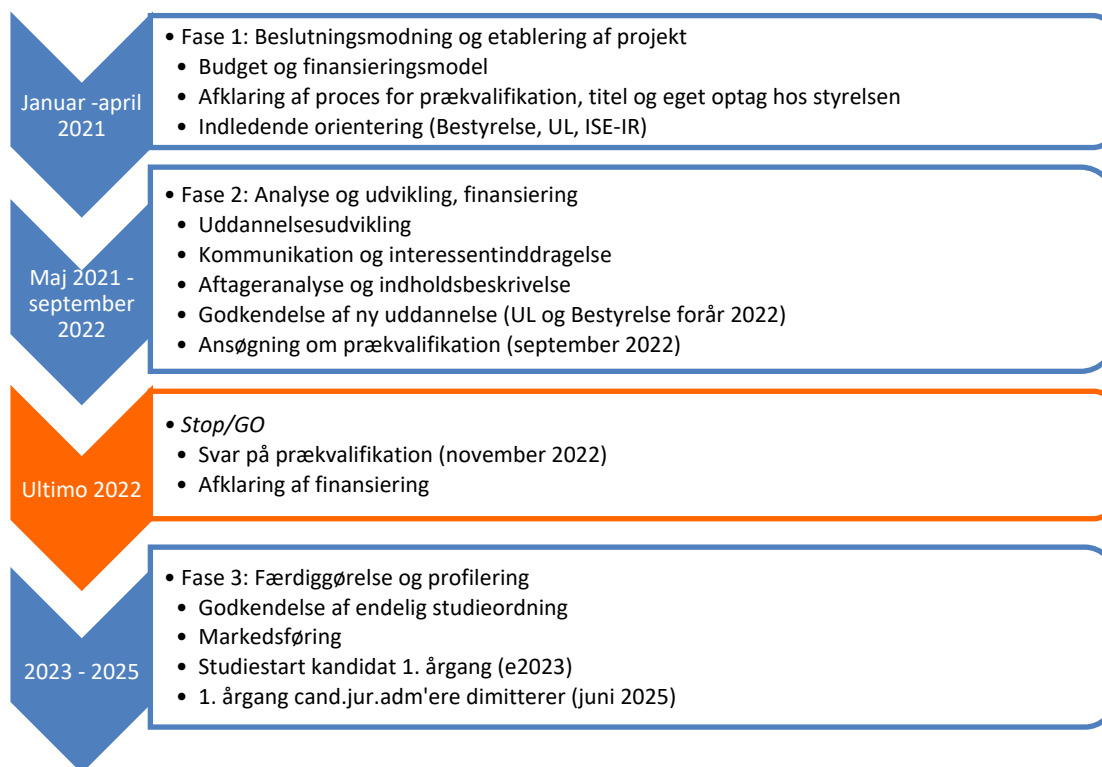 Januar -april
2021
• Fase 1: Beslutningsmodning og etablering af projekt
• Budget og finansieringsmodel
• Afklaring af proces for prækvalifikation, titel og eget optag hos styrelsen
• Indledende orientering (Bestyrelse, UL, ISE-IR)
Maj 2021 -
september
2022
• Fase 2: Analyse og udvikling, finansiering
• Uddannelsesudvikling
• Kommunikation og interessentinddragelse
• Aftageranalyse og indholdsbeskrivelse
• Godkendelse af ny uddannelse (UL og Bestyrelse forår 2022)
• Ansøgning om prækvalifikation (september 2022)
Ultimo 2022
• Stop/GO
• Svar på prækvalifikation (november 2022)
• Afklaring af finansiering
2023 - 2025
• Fase 3: Færdiggørelse og profilering
• Godkendelse af endelig studieordning
• Markedsføring
• Studiestart kandidat 1. årgang (e2023)
• 1. årgang cand.jur.adm'ere dimitterer (juni 2025)